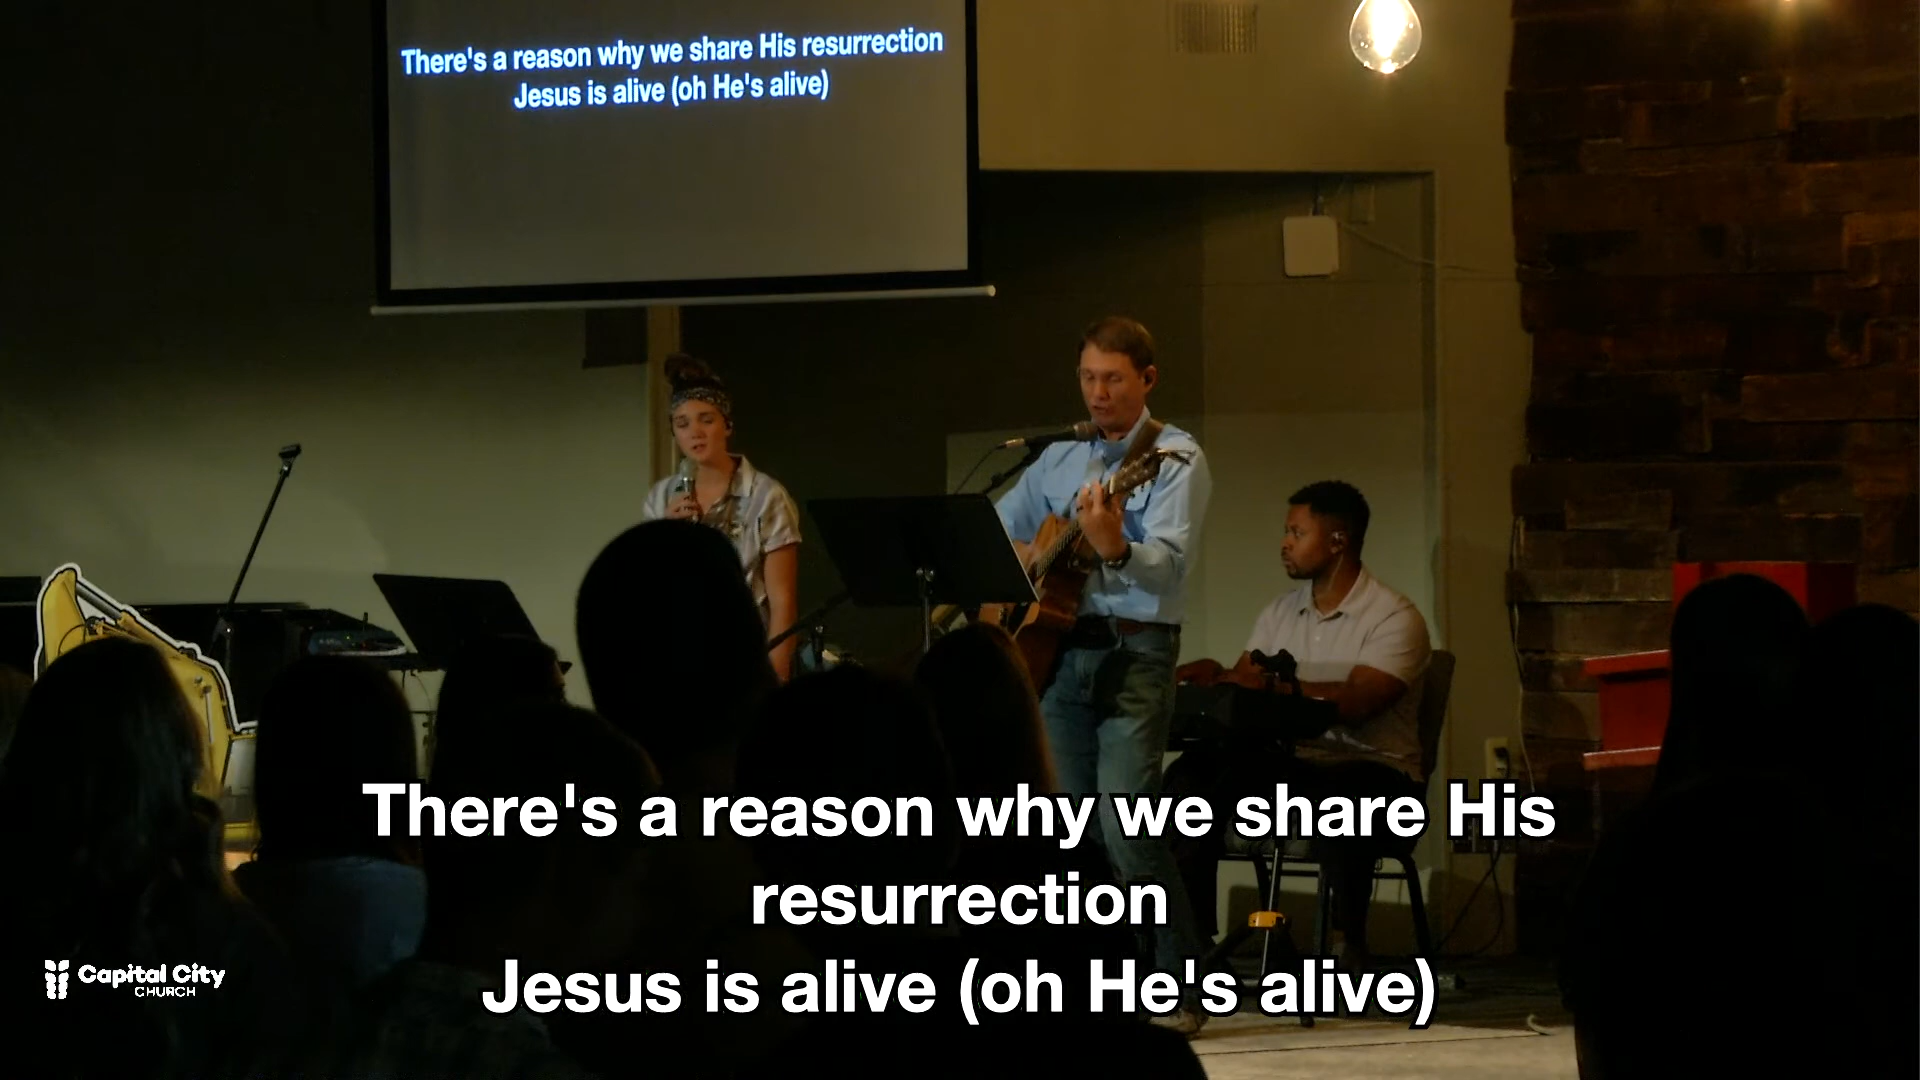 There's a reason why we share His resurrection
Jesus is alive (oh He's alive)
There's a reason why we share His
resurrection
Jesus is alive (oh He's alive)
Capital City
CHURCH